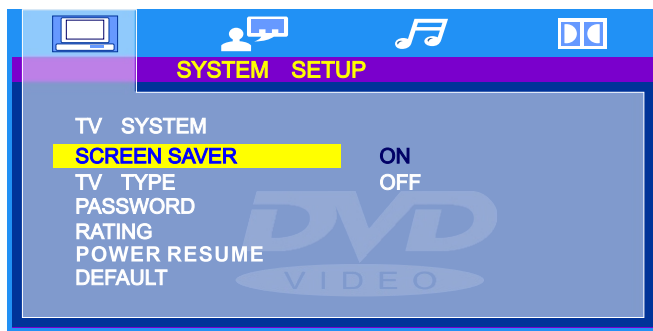 SYSTEM SETUP
TV SYSTEM
SCREEN SAVER ON
TV TYPE OFF
PASSWORD
RATING
POWER RESUME
DEFAULT
DVD
VIDEO